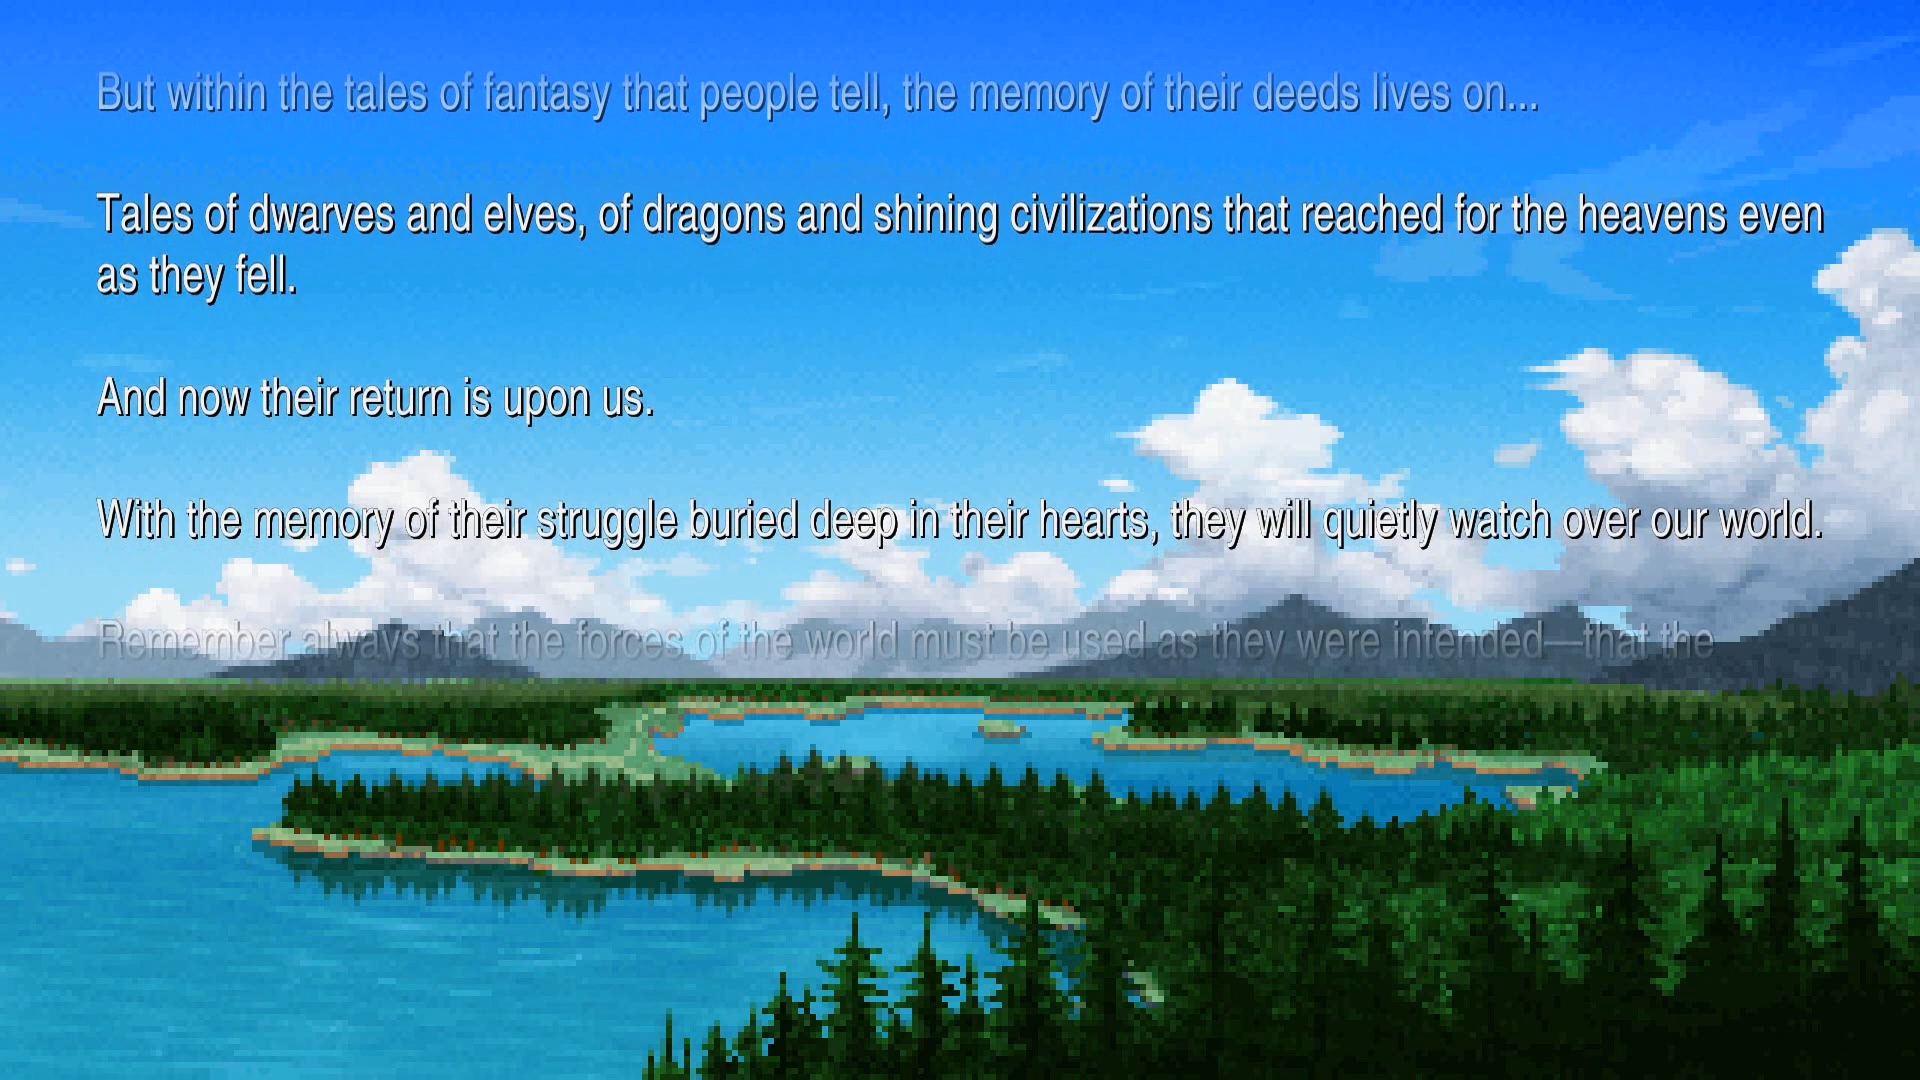 But within the tales of fantasy that people tell, the memory of their deeds lives on...
Tales of dwarves and elves, of dragons and shining civilizations that reached for the heavens even
as they fell.
And now their return is upon us.
With the memory of their struggle buried deep in their hearts, they will quietly watch over our world.
Remember always that the forces of the world must be used as they were intended—that the